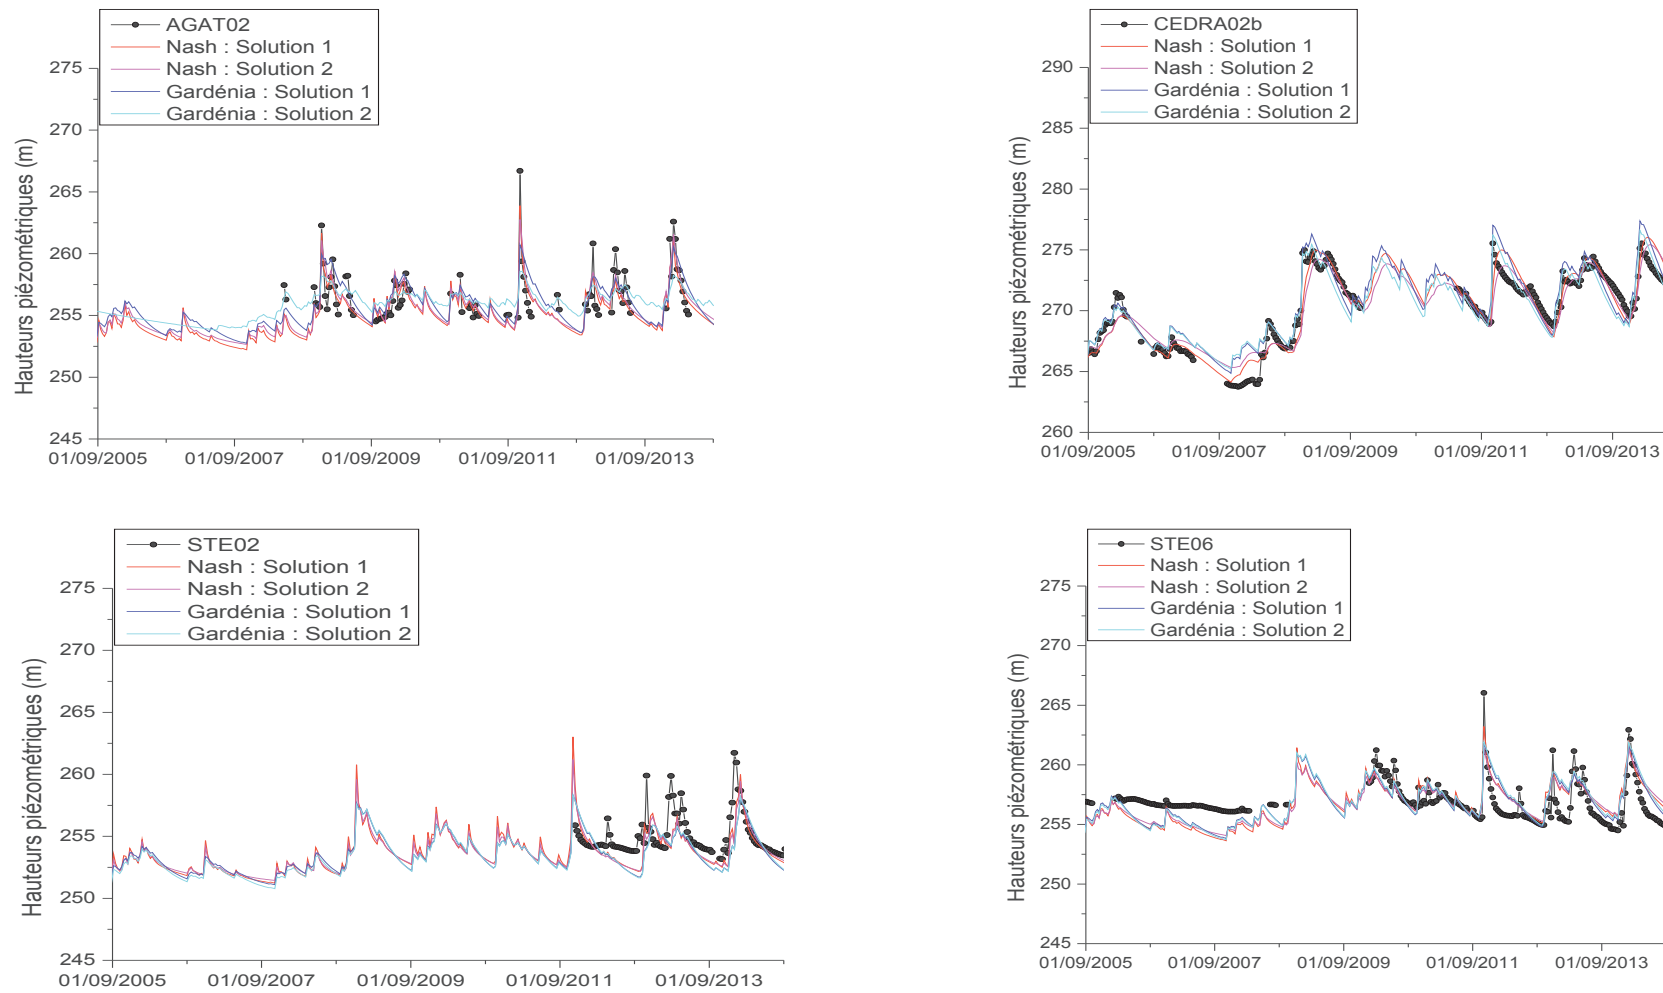 AGAT02
Nash : Solution 1
Nash : Solution 2
Gardénia : Solution 1
Gardénia : Solution 2
Hauteurs piézométriques (m)
275
270
265
260
255
250
245
01/09/2005
01/09/2007
01/09/2009
01/09/2011
01/09/2013
CEDRA02b
Nash : Solution 1
Nash : Solution 2
Gardénia : Solution 1
Gardénia : Solution 2
Hauteurs piézométriques (m)
290
285
280
275
270
265
260
01/09/2005
01/09/2007
01/09/2009
01/09/2011
01/09/2013
STE02
Nash : Solution 1
Nash : Solution 2
Gardénia : Solution 1
Gardénia : Solution 2
Hauteurs piézométriques (m)
275
270
265
260
255
250
245
01/09/2005
01/09/2007
01/09/2009
01/09/2011
01/09/2013
STE06
Nash : Solution 1
Nash : Solution 2
Gardénia : Solution 1
Gardénia : Solution 2
Hauteurs piézométriques (m)
275
270
265
260
255
250
245
01/09/2005
01/09/2007
01/09/2009
01/09/2011
01/09/2013